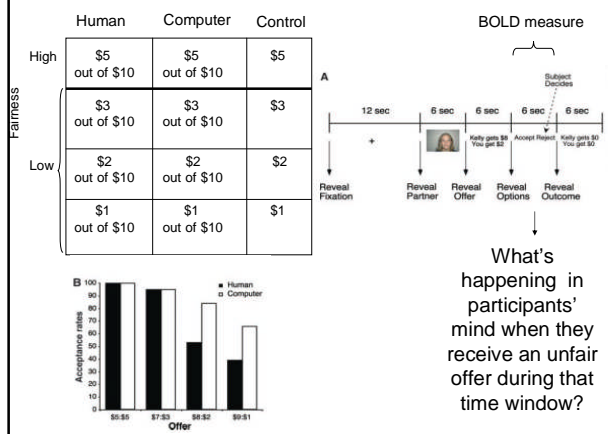 Human Computer Control
BOLD measure
Fairness
High
$5
out of $10
$5
out of $10
$5
Low
$3
out of $10
$3
out of $10
$3
$2
out of $10
$2
out of $10
$2
$1
out of $10
$1
out of $10
$1
A
Subject
Decides
12 sec 6 sec 6 sec 6 sec 6 sec
+
Kelly gets $8
You get $2
Accept Reject
Kelly gets $0
You get $0
Reveal
Fixation
Reveal
Partner
Reveal
Offer
Reveal
Options
Reveal
Outcome
What's
happening in
participants'
mind when they
receive an unfair
offer during that
time window?
B
Human
Computer
Acceptance rates
100
90
80
70
60
50
40
30
20
10
0
$5:$5 $7:$3 $8:$2 $9:$1
Offer